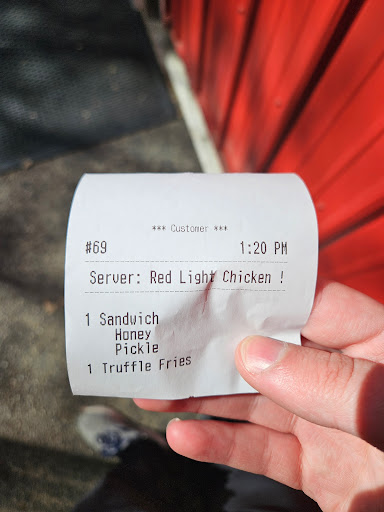 *** Customer ***
#69 1:20 PM
Server: Red Light Chicken !
1 Sandwich
Honey
Pickle
1 Truffle Fries